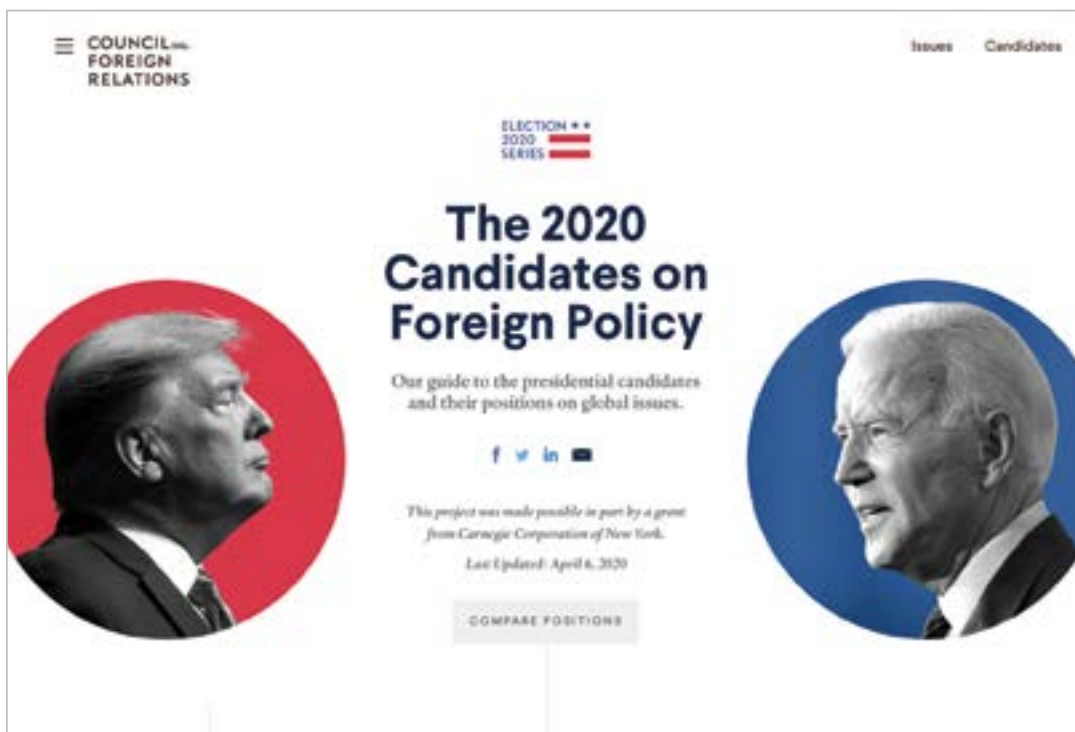 COUNCIL on
FOREIGN
RELATIONS
Issues Candidates
ELECTION
2020
SERIES
The 2020
Candidates on
Foreign Policy
Our guide to the presidential candidates
and their positions on global issues.
This project was made possible in part by a grant
from Carnegie Corporation of New York.
Last Updated: April 6, 2020
COMPARE POSITIONS